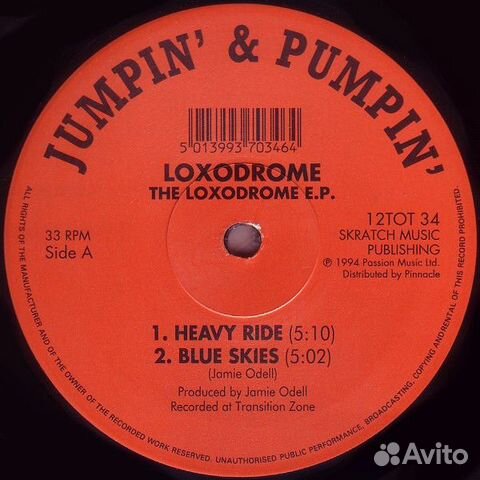 JUMPIN' & PUMPIN'
5 013993 703464
LOXODROME
THE LOXODROME E.P.
33 RPM
Side A
12TOT 34
SKRATCH MUSIC
PUBLISHING
℗ 1994 Passion Music Ltd.
Distributed by Pinnacle
1. HEAVY RIDE (5:10)
2. BLUE SKIES (5:02)
(Jamie Odell)
Produced by Jamie Odell
Recorded at Transition Zone
ALL RIGHTS OF THE MANUFACTURER AND OF THE OWNER OF THE RECORDED WORK RESERVED. UNAUTHORISED PUBLIC PERFORMANCE, BROADCASTING, COPYING AND RENTAL OF THIS RECORD PROHIBITED.
Avito